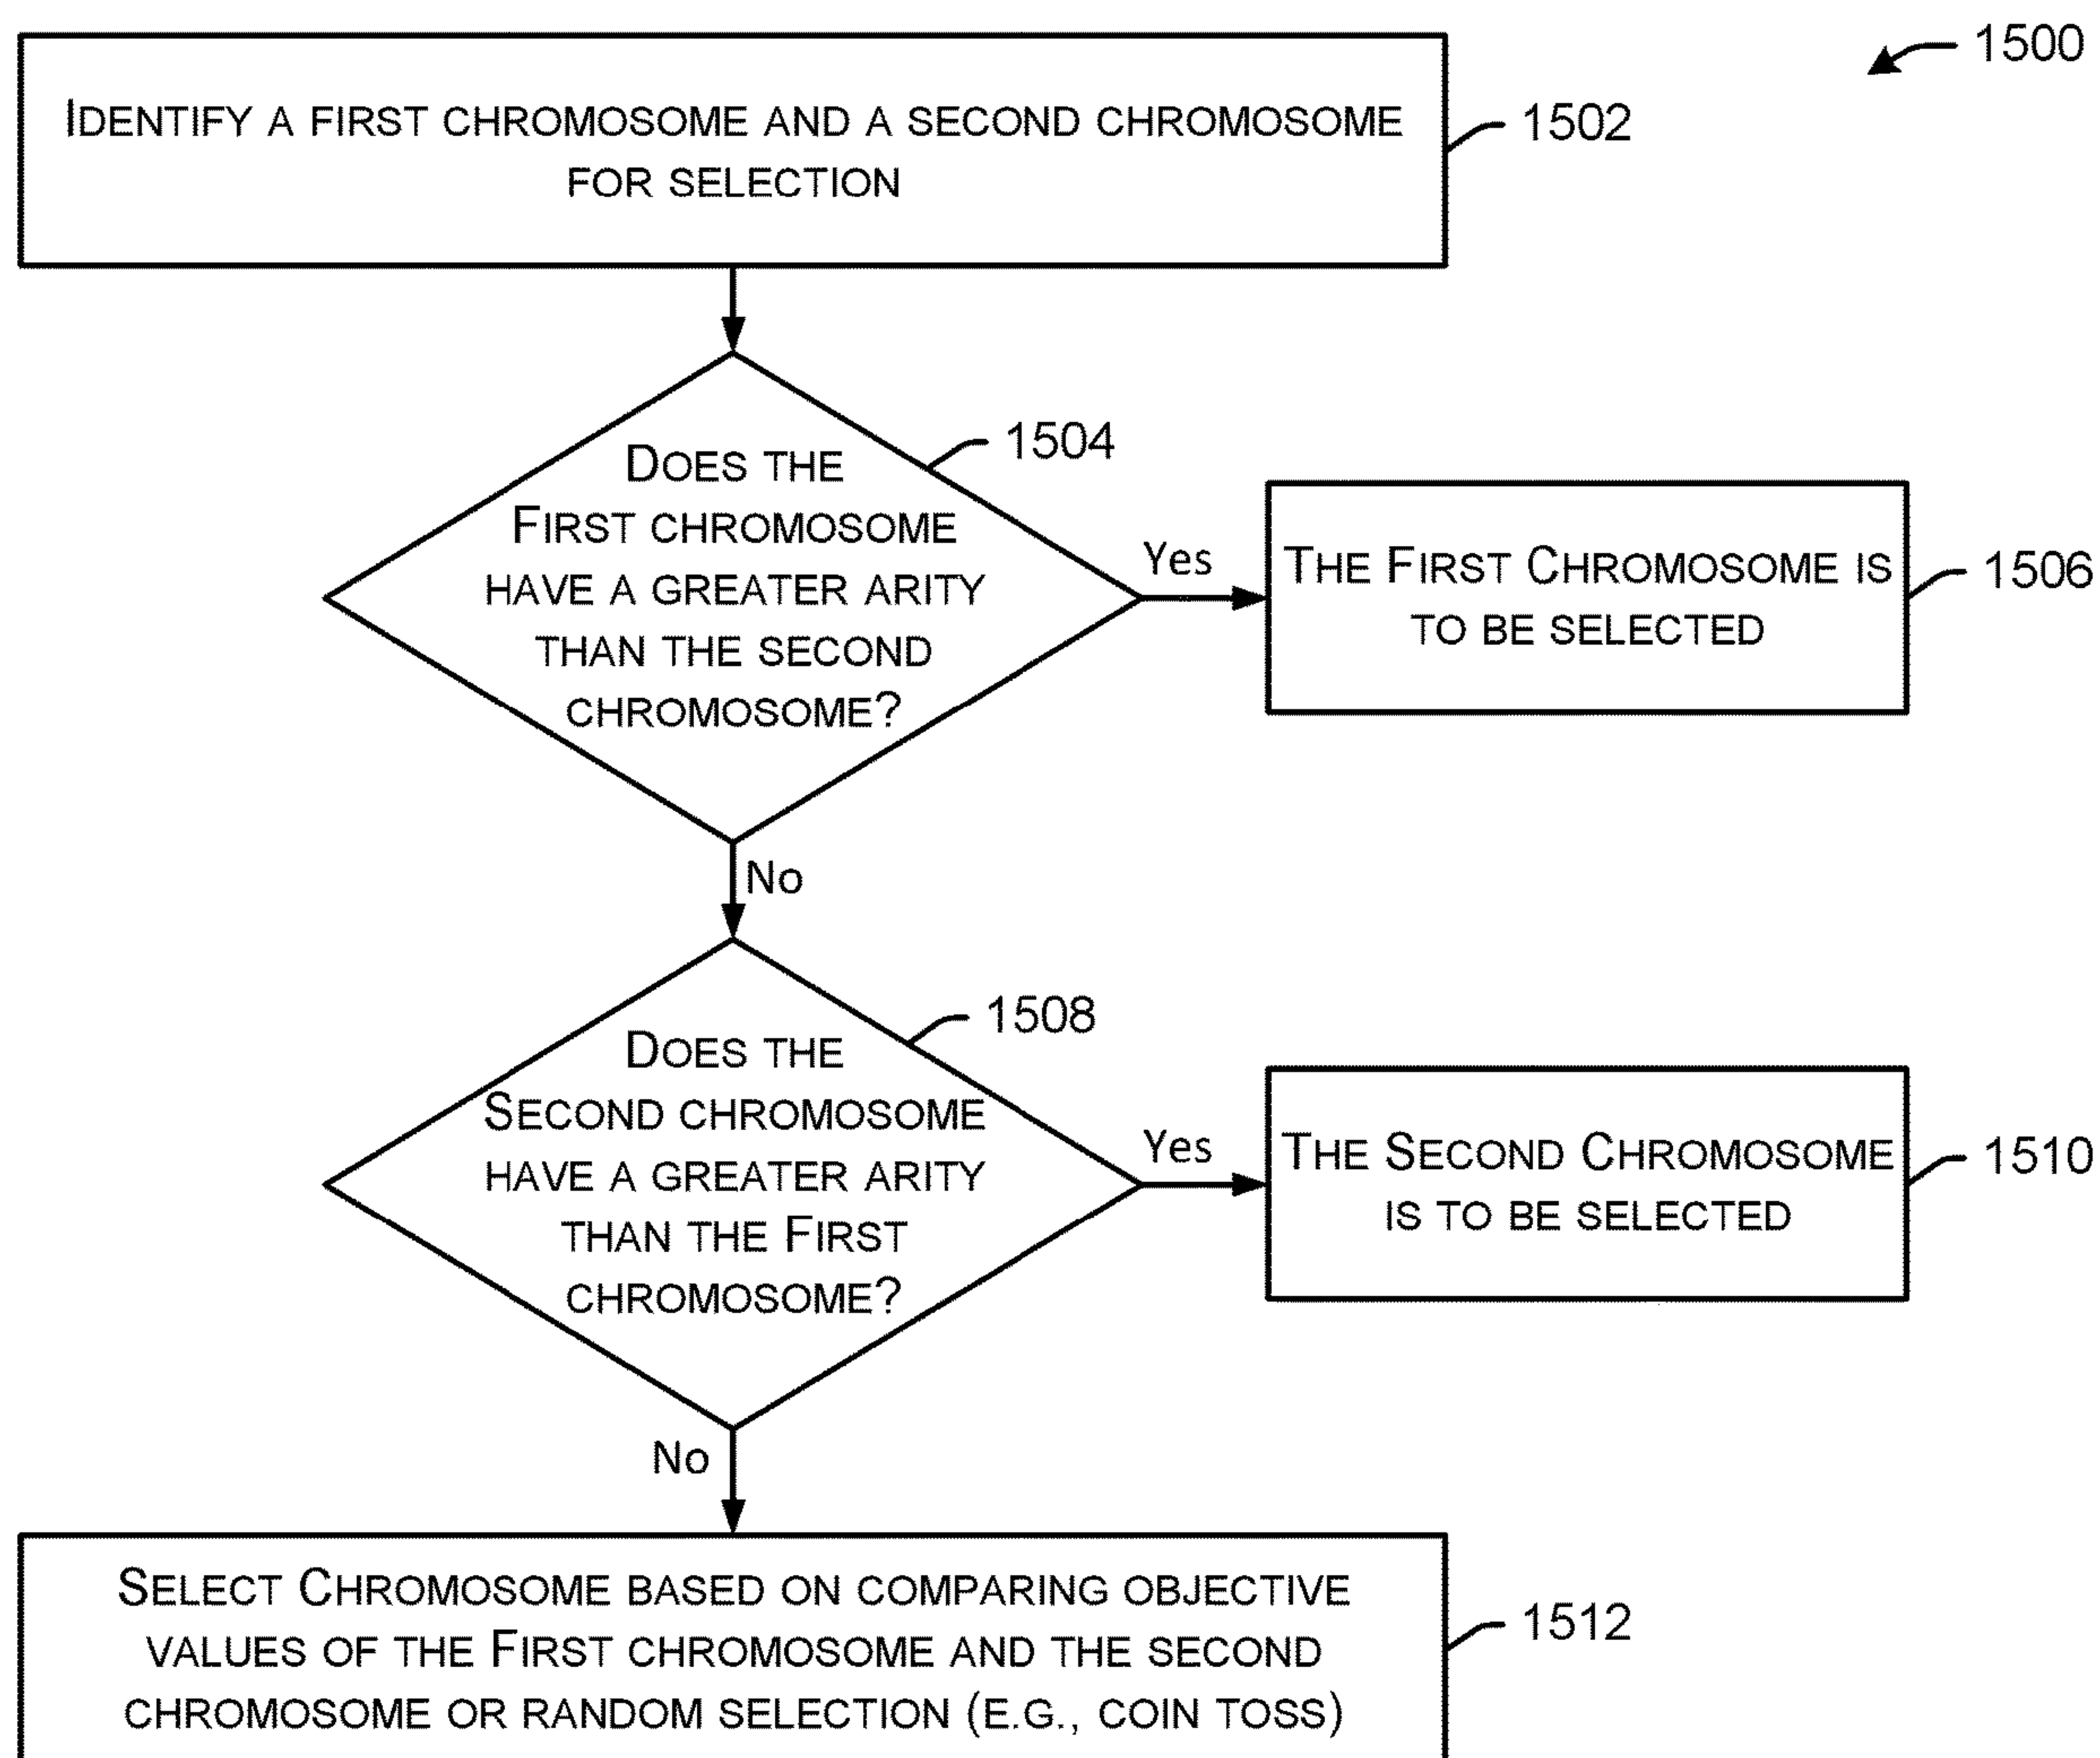 1500
IDENTIFY A FIRST CHROMOSOME AND A SECOND CHROMOSOME
FOR SELECTION
1502
1504
DOES THE
FIRST CHROMOSOME
HAVE A GREATER ARITY
THAN THE SECOND
CHROMOSOME?
Yes
THE FIRST CHROMOSOME IS
TO BE SELECTED
1506
No
1508
DOES THE
SECOND CHROMOSOME
HAVE A GREATER ARITY
THAN THE FIRST
CHROMOSOME?
Yes
THE SECOND CHROMOSOME
IS TO BE SELECTED
1510
No
SELECT CHROMOSOME BASED ON COMPARING OBJECTIVE
VALUES OF THE FIRST CHROMOSOME AND THE SECOND
CHROMOSOME OR RANDOM SELECTION (E.G., COIN TOSS)
1512